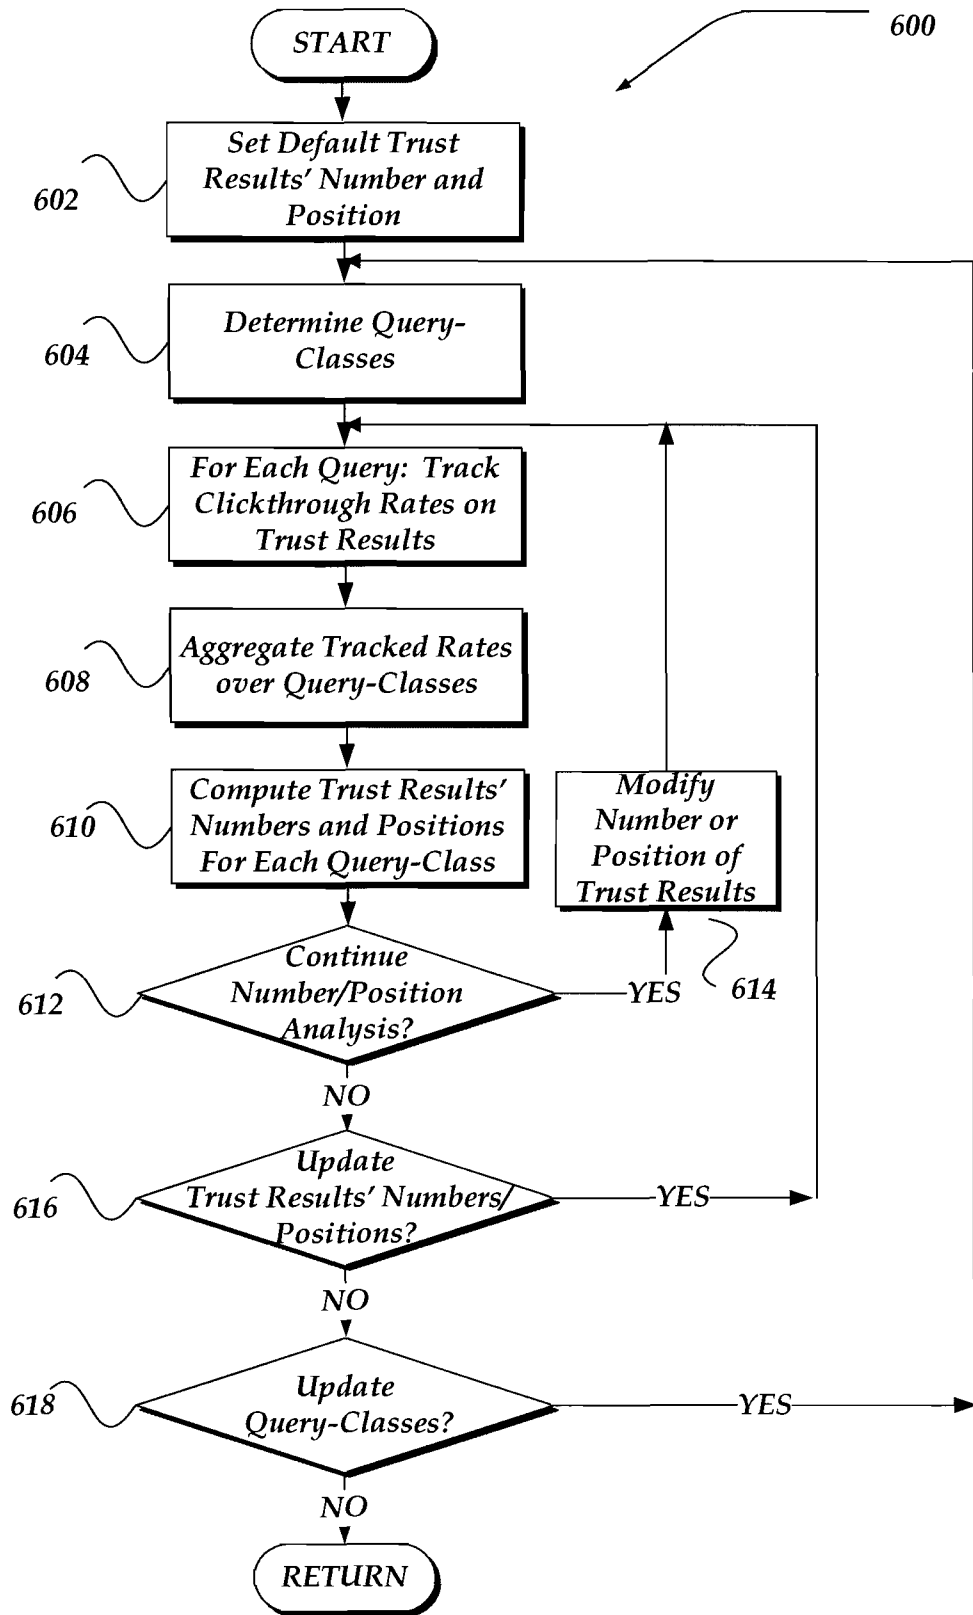 START
600
Set Default Trust
Results' Number and
Position
602
Determine Query-
Classes
604
For Each Query: Track
Clickthrough Rates on
Trust Results
606
Aggregate Tracked Rates
over Query-Classes
608
Compute Trust Results'
Numbers and Positions
For Each Query-Class
610
Modify
Number or
Position of
Trust Results
614
Continue
Number/Position
Analysis?
612
YES
NO
Update
Trust Results' Numbers/
Positions?
616
YES
NO
Update
Query-Classes?
618
YES
NO
RETURN